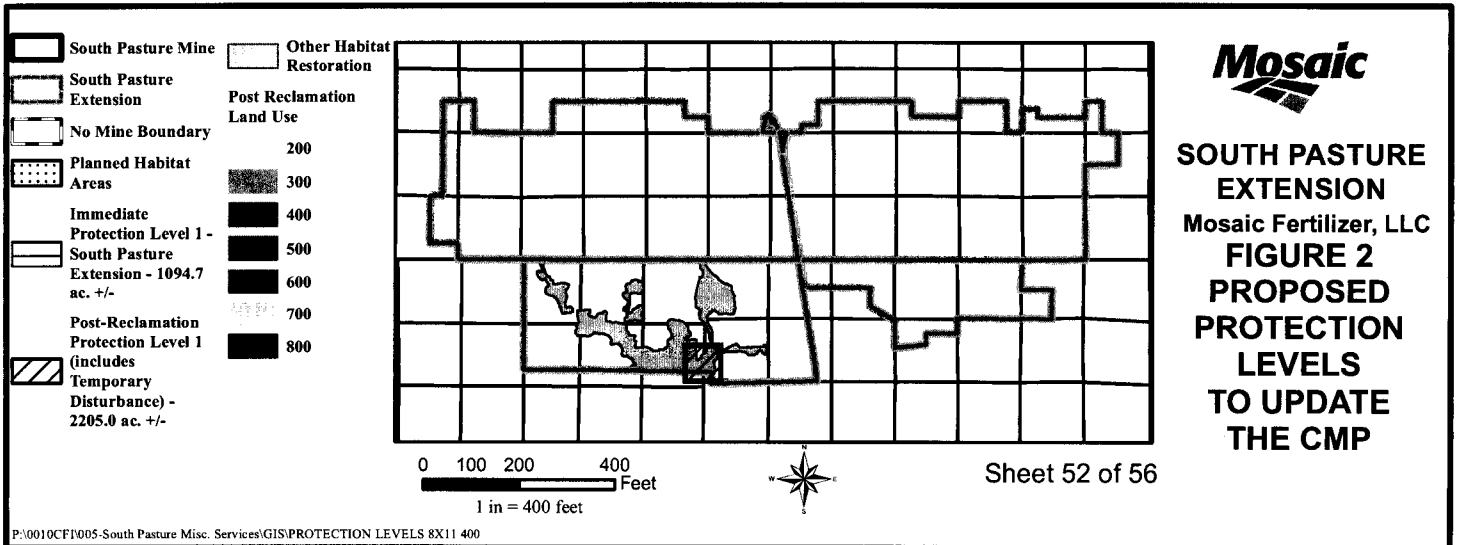 South Pasture Mine
South Pasture
Extension
No Mine Boundary
Planned Habitat
Areas
Immediate
Protection Level 1 -
South Pasture
Extension - 1094.7
ac. +/-
Post-Reclamation
Protection Level 1
(includes
Temporary
Disturbance) -
2205.0 ac. +/-
Other Habitat
Restoration
Post Reclamation
Land Use
200
300
400
500
600
700
800
0 100 200 400
Feet
1 in = 400 feet
N
W E
S
Sheet 52 of 56
Mosaic
SOUTH PASTURE
EXTENSION
Mosaic Fertilizer, LLC
FIGURE 2
PROPOSED
PROTECTION
LEVELS
TO UPDATE
THE CMP
P:\0010CFI\005-South Pasture Misc. Services\GIS\PROTECTION LEVELS 8X11 400